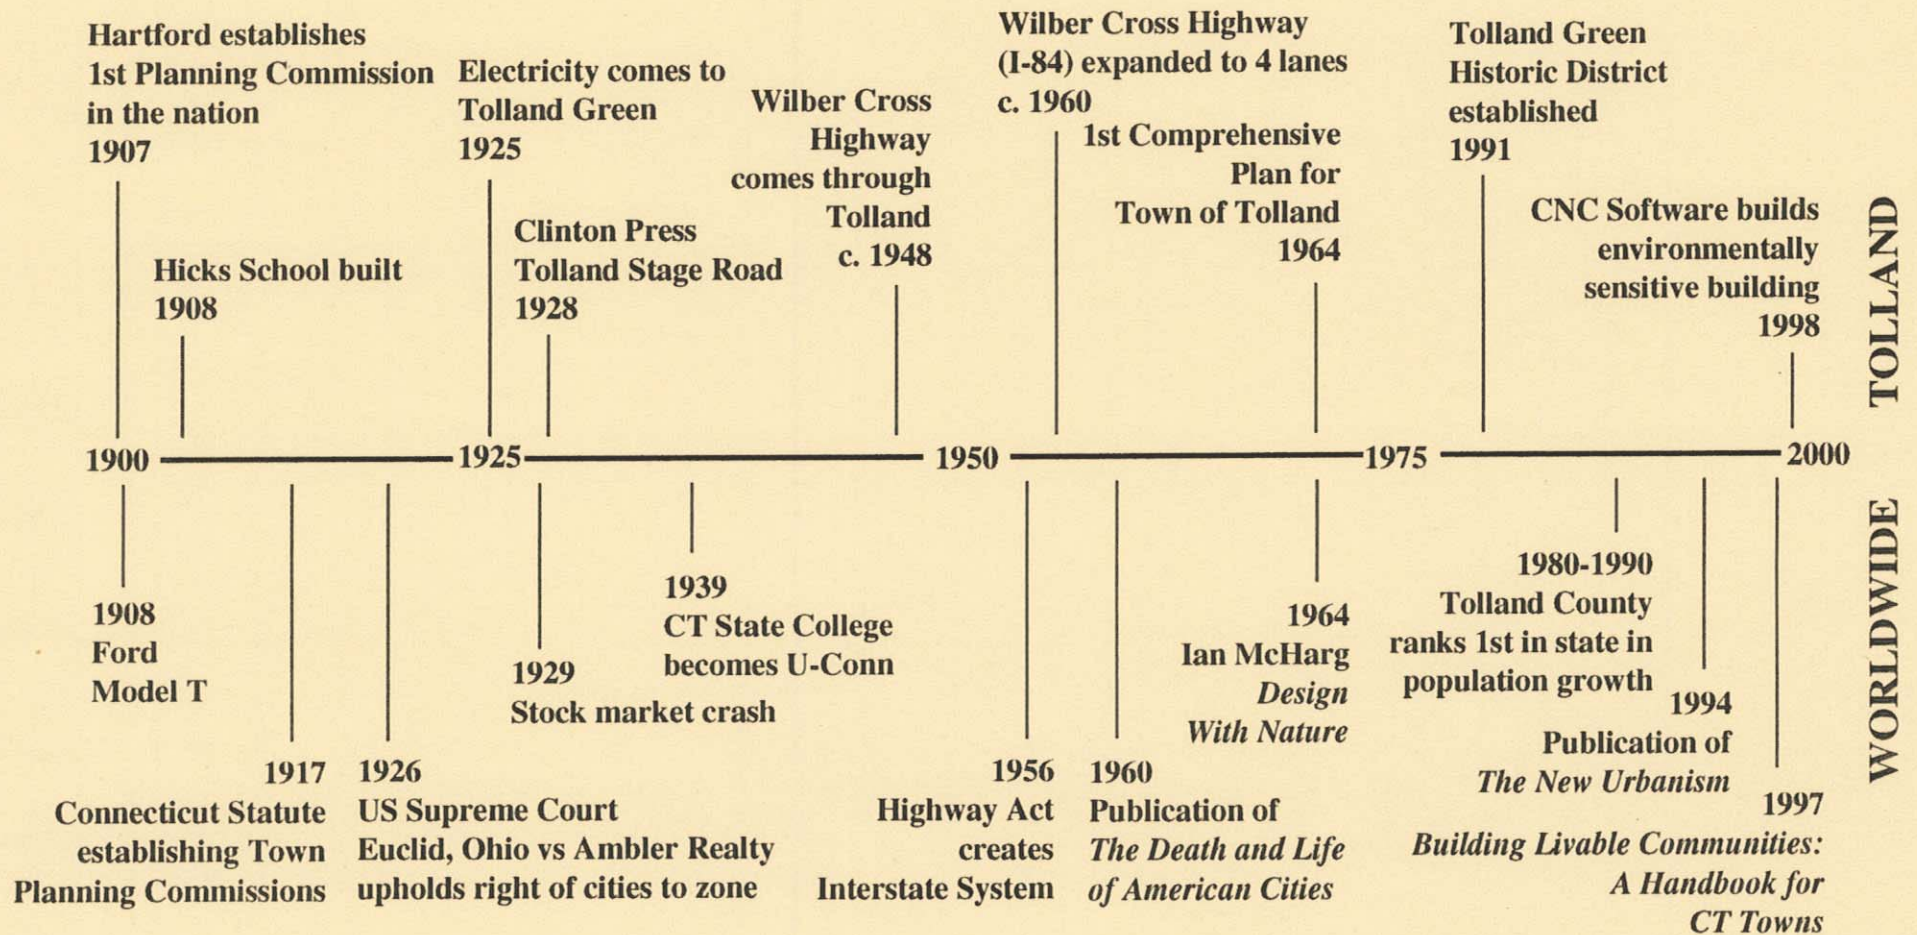 Hartford establishes
1st Planning Commission
in the nation
1907
Hicks School built
1908
Electricity comes to
Tolland Green
1925
Clinton Press
Tolland Stage Road
1928
Wilber Cross
Highway
comes through
Tolland
c. 1948
Wilber Cross Highway
(I-84) expanded to 4 lanes
c. 1960
1st Comprehensive
Plan for
Town of Tolland
1964
Tolland Green
Historic District
established
1991
CNC Software builds
environmentally
sensitive building
1998
TOLLAND
1900 1925 1950 1975 2000
1908
Ford
Model T
1917
Connecticut Statute
establishing Town
Planning Commissions
1926
US Supreme Court
Euclid, Ohio vs Ambler Realty
upholds right of cities to zone
1929
Stock market crash
1939
CT State College
becomes U-Conn
1956
Highway Act
creates
Interstate System
1960
Publication of
The Death and Life
of American Cities
1964
Ian McHarg
Design
With Nature
1980-1990
Tolland County
ranks 1st in state in
population growth
1994
Publication of
The New Urbanism
1997
Building Livable Communities:
A Handbook for
CT Towns
WORLDWIDE